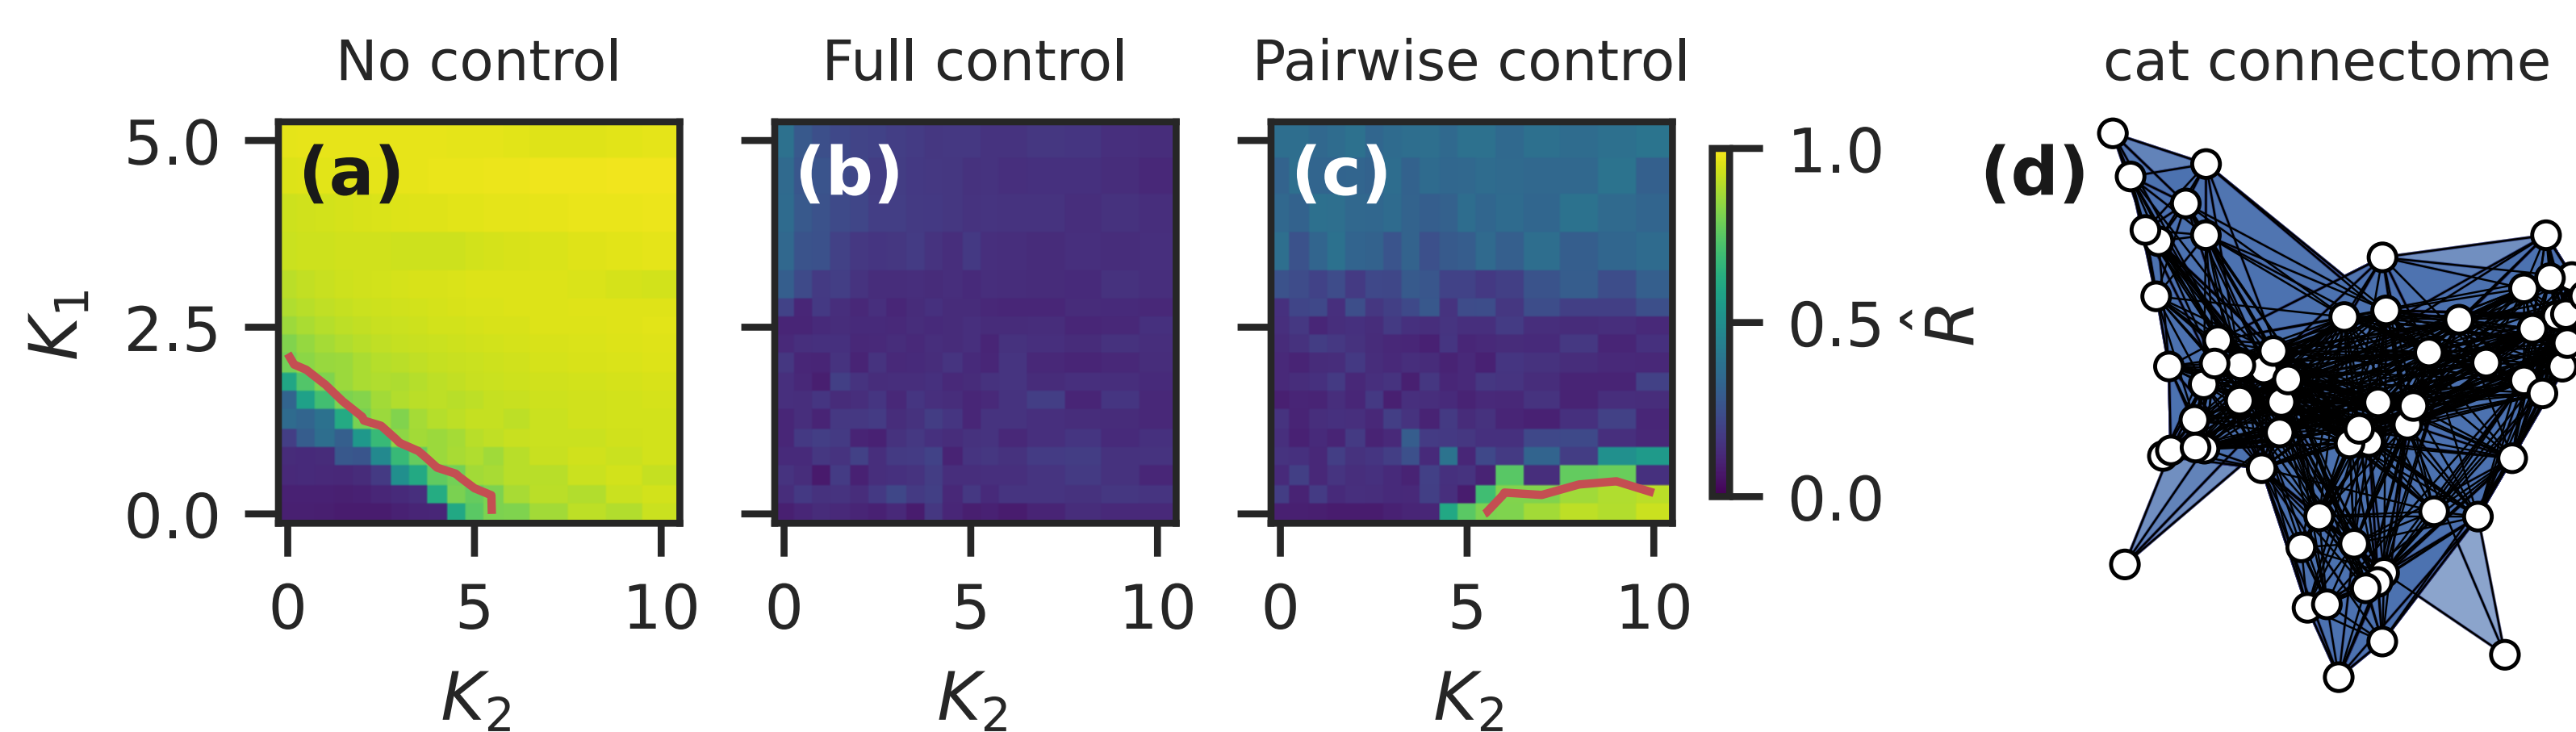 No control
Full control
Pairwise control
cat connectome
(a)
(b)
(c)
(d)
5.0
2.5
0.0
K₁
0 5 10
0 5 10
0 5 10
K₂
K₂
K₂
1.0
0.5
0.0
R̂